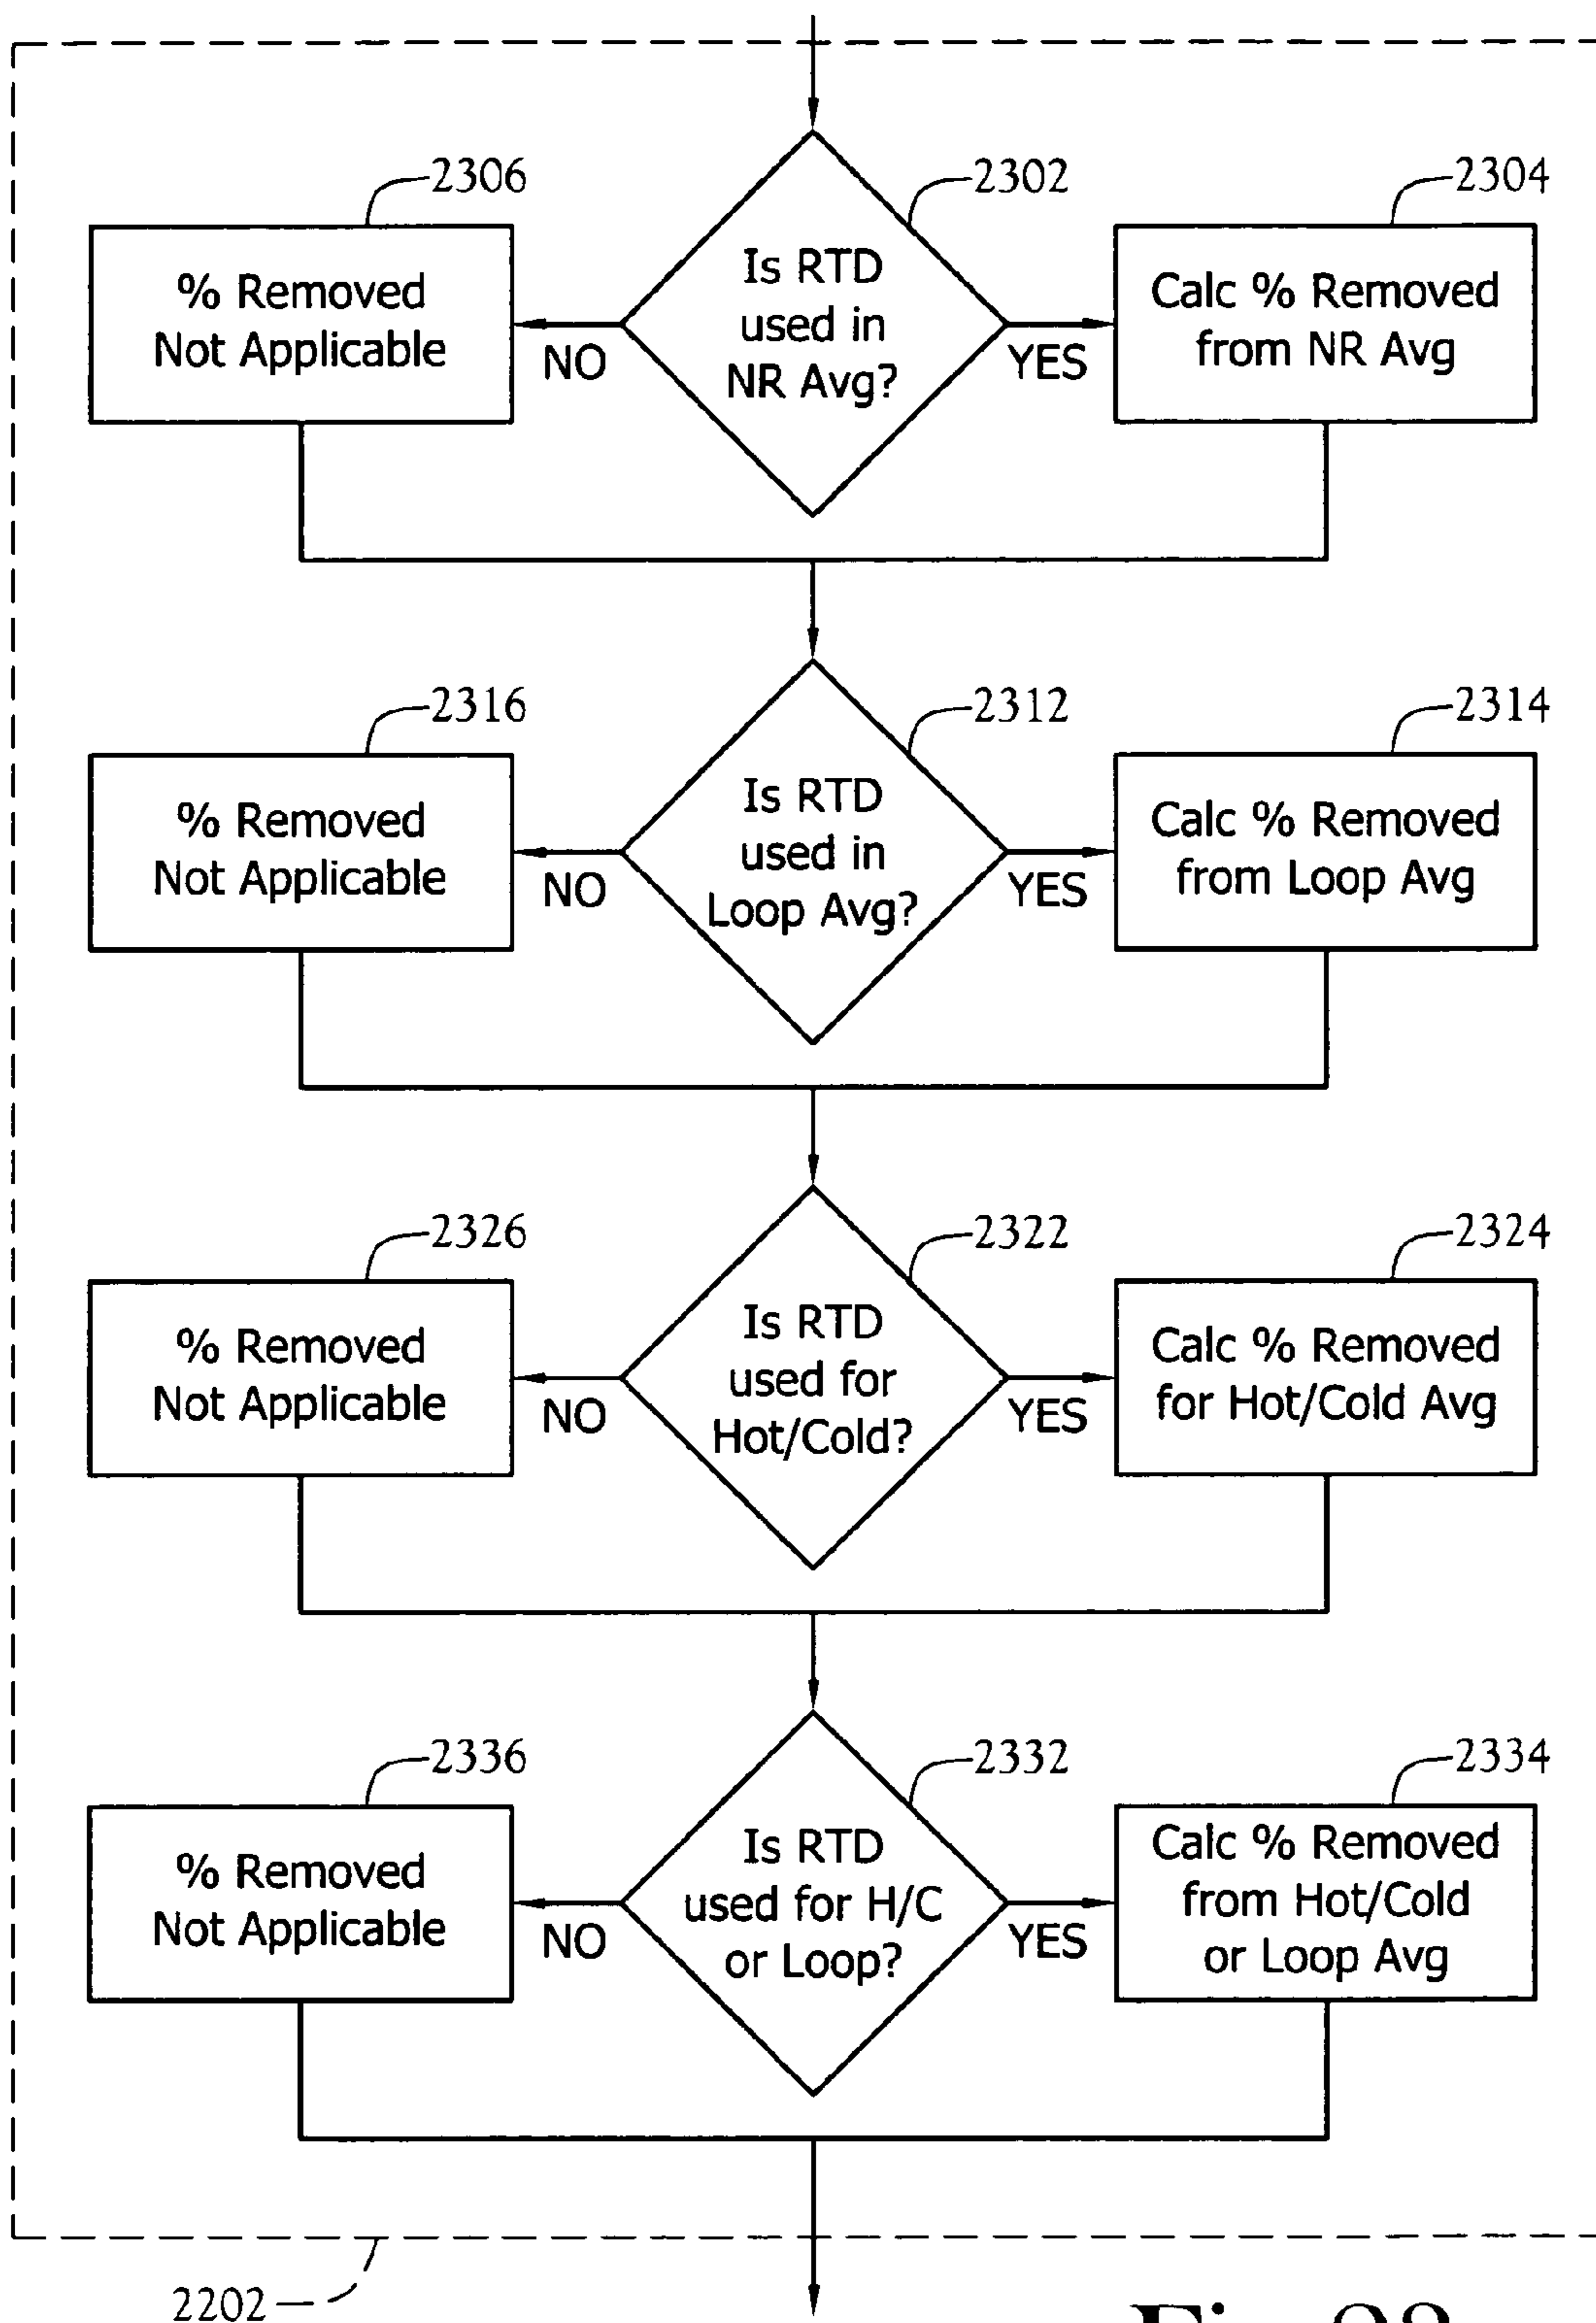 2306
2302
2304
% Removed
Not Applicable
Is RTD
used in
NR Avg?
Calc % Removed
from NR Avg
NO
YES
2316
2312
2314
% Removed
Not Applicable
Is RTD
used in
Loop Avg?
Calc % Removed
from Loop Avg
NO
YES
2326
2322
2324
% Removed
Not Applicable
Is RTD
used for
Hot/Cold?
Calc % Removed
for Hot/Cold Avg
NO
YES
2336
2332
2334
% Removed
Not Applicable
Is RTD
used for H/C
or Loop?
Calc % Removed
from Hot/Cold
or Loop Avg
NO
YES
2202